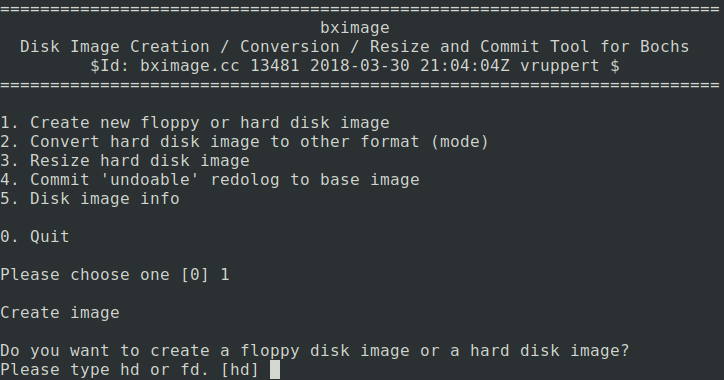 ========================================================================
bximage
Disk Image Creation / Conversion / Resize and Commit Tool for Bochs
$Id: bximage.cc 13481 2018-03-30 21:04:04Z vruppert $
========================================================================
1. Create new floppy or hard disk image
2. Convert hard disk image to other format (mode)
3. Resize hard disk image
4. Commit 'undoable' redolog to base image
5. Disk image info
0. Quit
Please choose one [0] 1
Create image
Do you want to create a floppy disk image or a hard disk image?
Please type hd or fd. [hd]